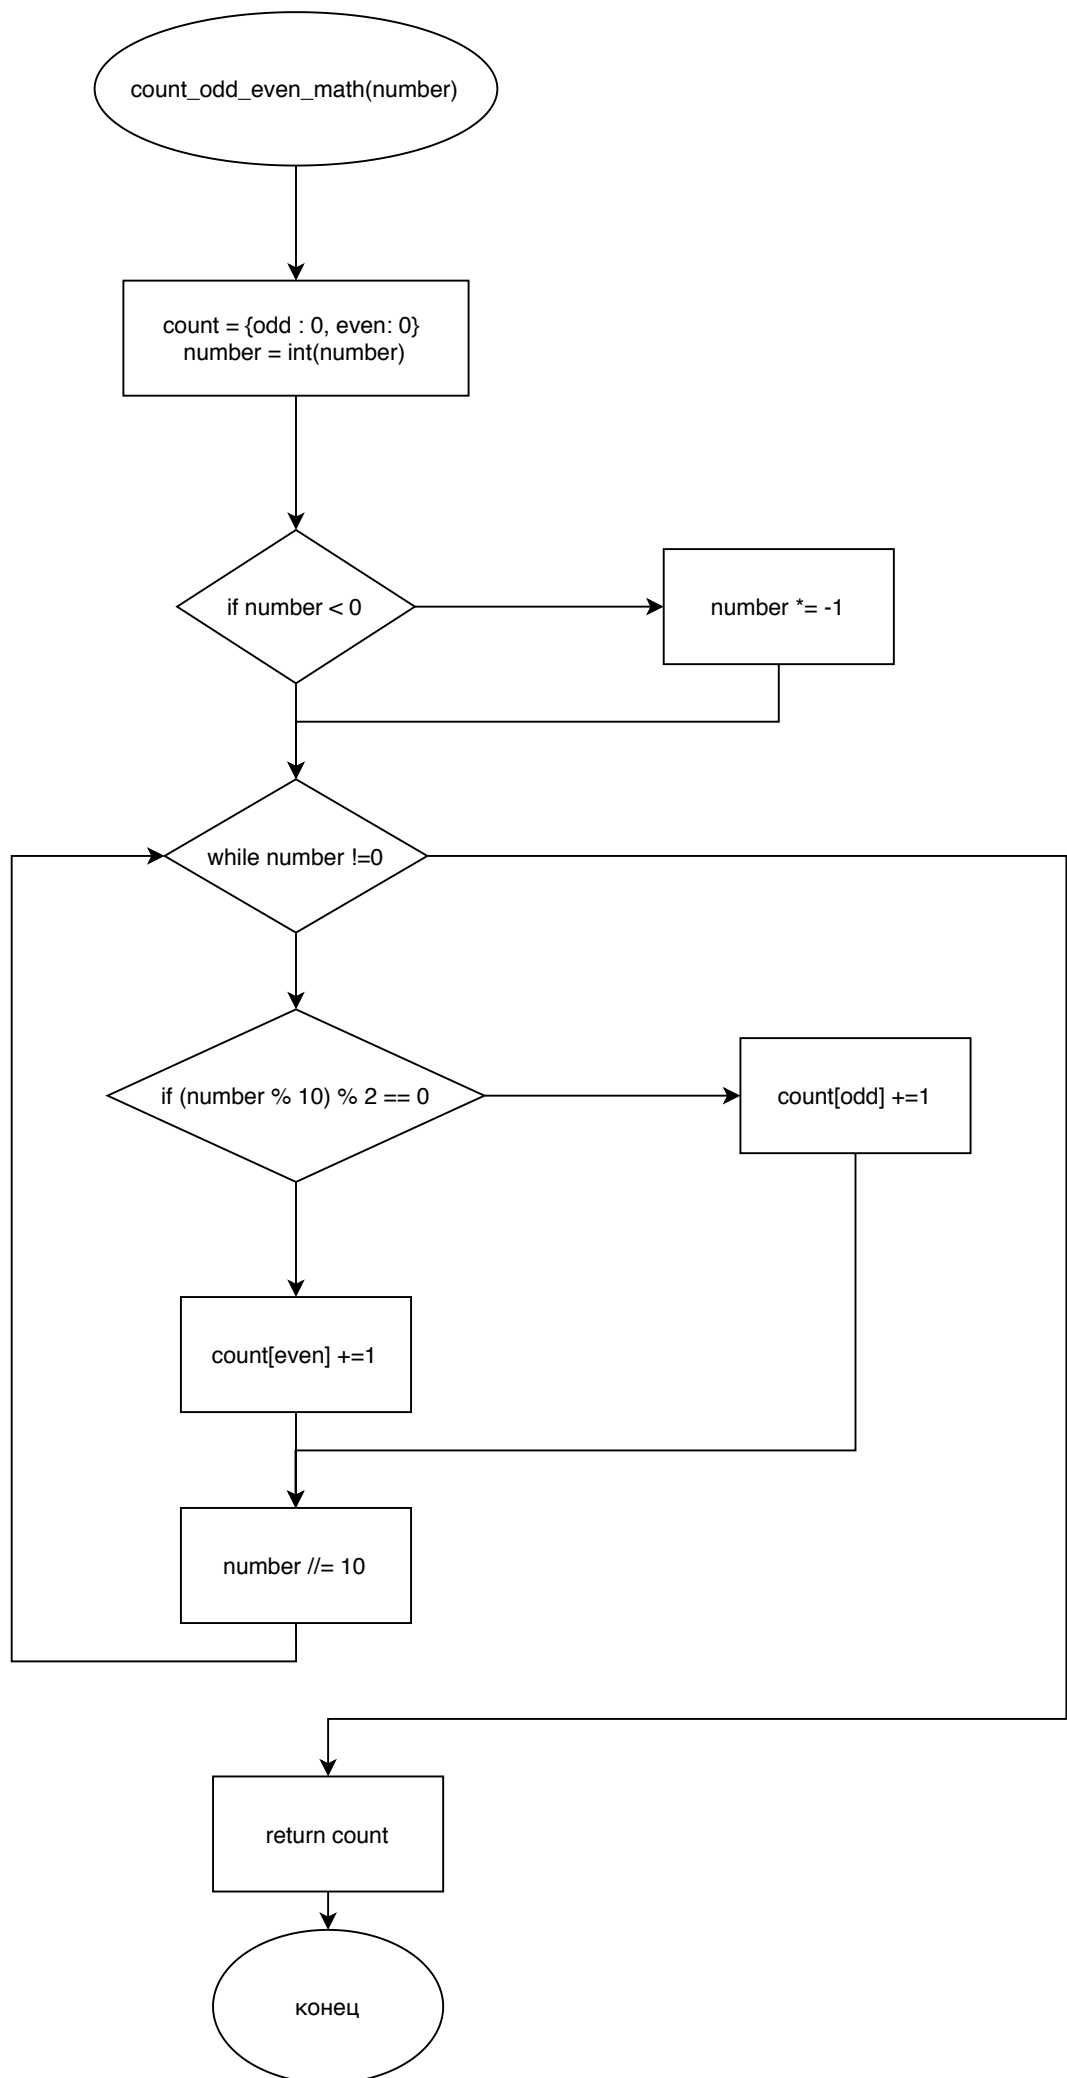 count_odd_even_math(number)
count = {odd : 0, even: 0}
number = int(number)
if number < 0
number *= -1
while number !=0
if (number % 10) % 2 == 0
count[odd] +=1
count[even] +=1
number //= 10
return count
конец